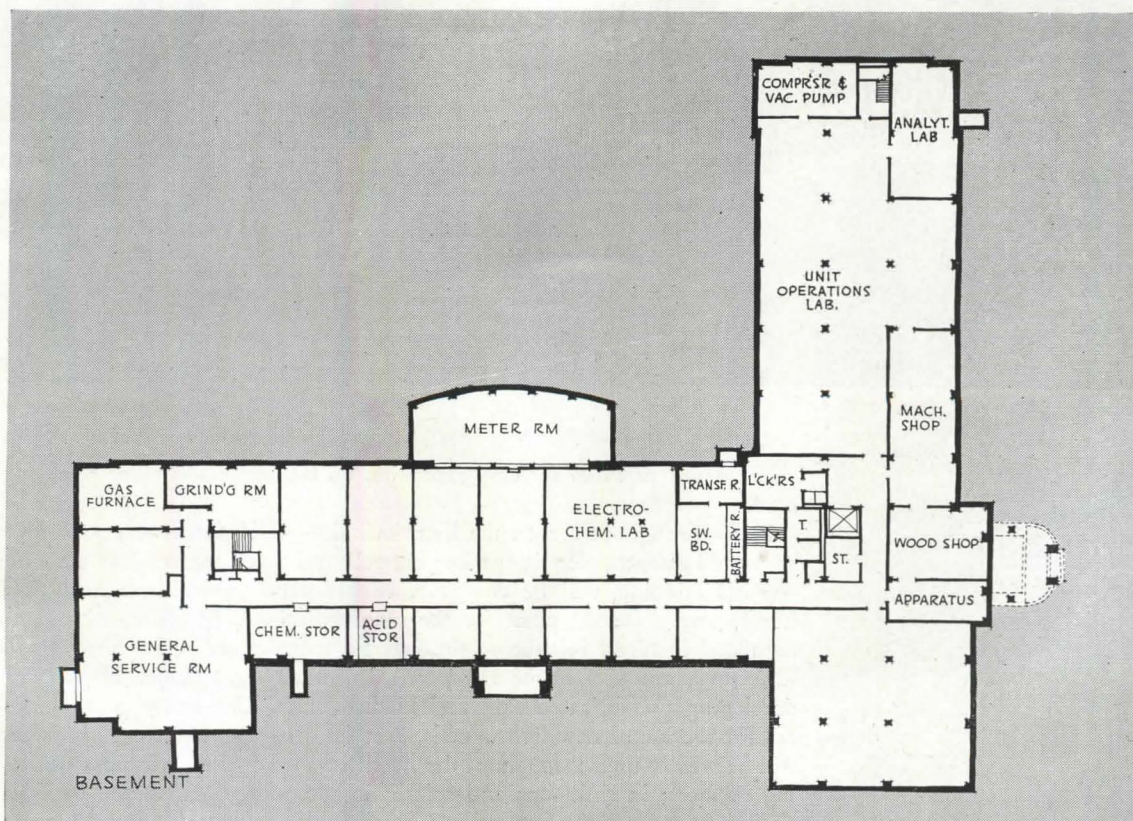 COMPR'S'R &
VAC. PUMP
ANALYT.
LAB
UNIT
OPERATIONS
LAB.
MACH.
SHOP
METER RM
GAS
FURNACE
GRIND'G RM
ELECTRO-
CHEM. LAB
TRANSF. R.
L'CK'RS
SW.
BD.
BATTERY R.
T.
ST.
WOOD SHOP
APPARATUS
CHEM. STOR
ACID
STOR
GENERAL
SERVICE RM
BASEMENT